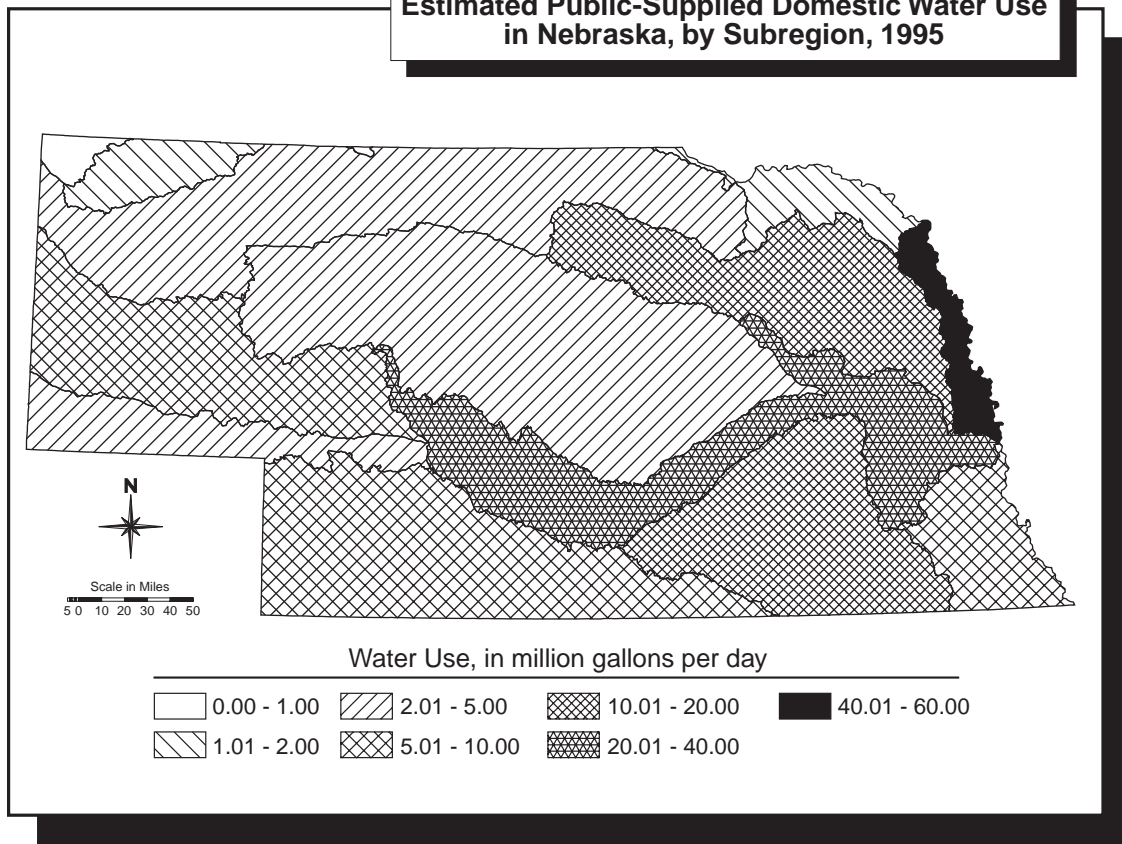 Estimated Public-Supplied Domestic Water Use
in Nebraska, by Subregion, 1995
N
Scale in Miles
5 0 10 20 30 40 50
Water Use, in million gallons per day
0.00 - 1.00 2.01 - 5.00 10.01 - 20.00 40.01 - 60.00
1.01 - 2.00 5.01 - 10.00 20.01 - 40.00